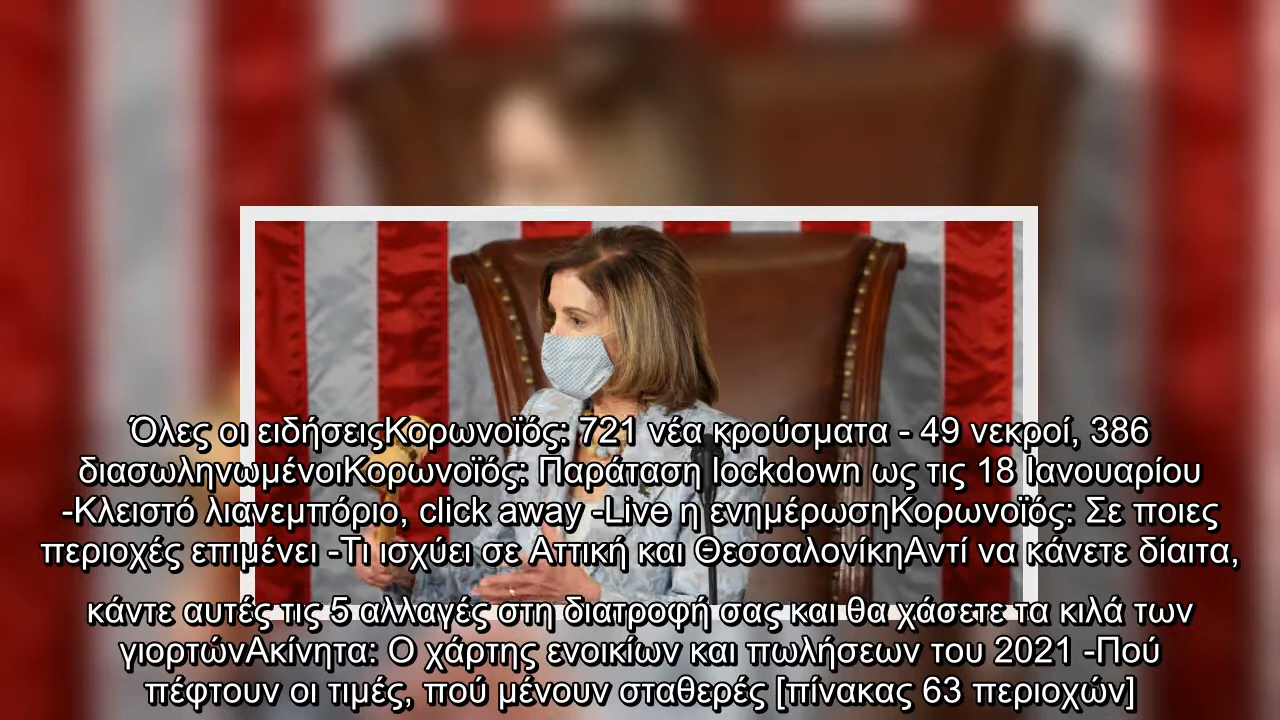 Όλες οι ειδήσειςΚορωνοϊός: 721 νέα κρούσματα - 49 νεκροί, 386
διασωληνωμένοιΚορωνοϊός: Παράταση lockdown ως τις 18 Ιανουαρίου
-Κλειστό λιανεμπόριο, click away -Live η ενημέρωσηΚορωνοϊός: Σε ποιες
περιοχές επιμένει -Τι ισχύει σε Αττική και ΘεσσαλονίκηΑντί να κάνετε δίαιτα,
κάντε αυτές τις 5 αλλαγές στη διατροφή σας και θα χάσετε τα κιλά των
γιορτώνΑκίνητα: Ο χάρτης ενοικίων και πωλήσεων του 2021 -Πού
πέφτουν οι τιμές, πού μένουν σταθερές [πίνακας 63 περιοχών]